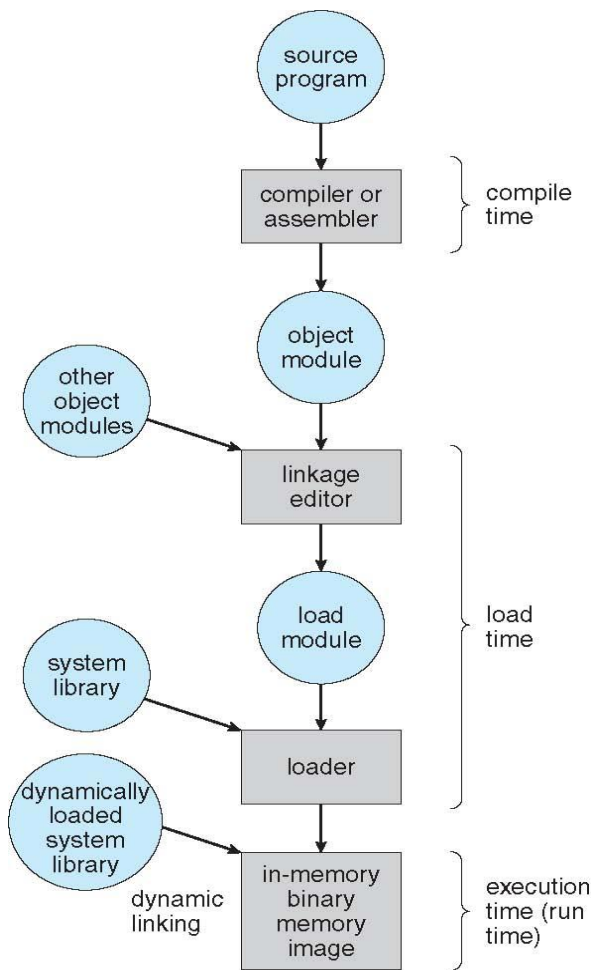 source
program
compiler or
assembler
compile
time
object
module
other
object
modules
linkage
editor
load
module
load
time
system
library
loader
dynamically
loaded
system
library
dynamic
linking
in-memory
binary
memory
image
execution
time (run
time)